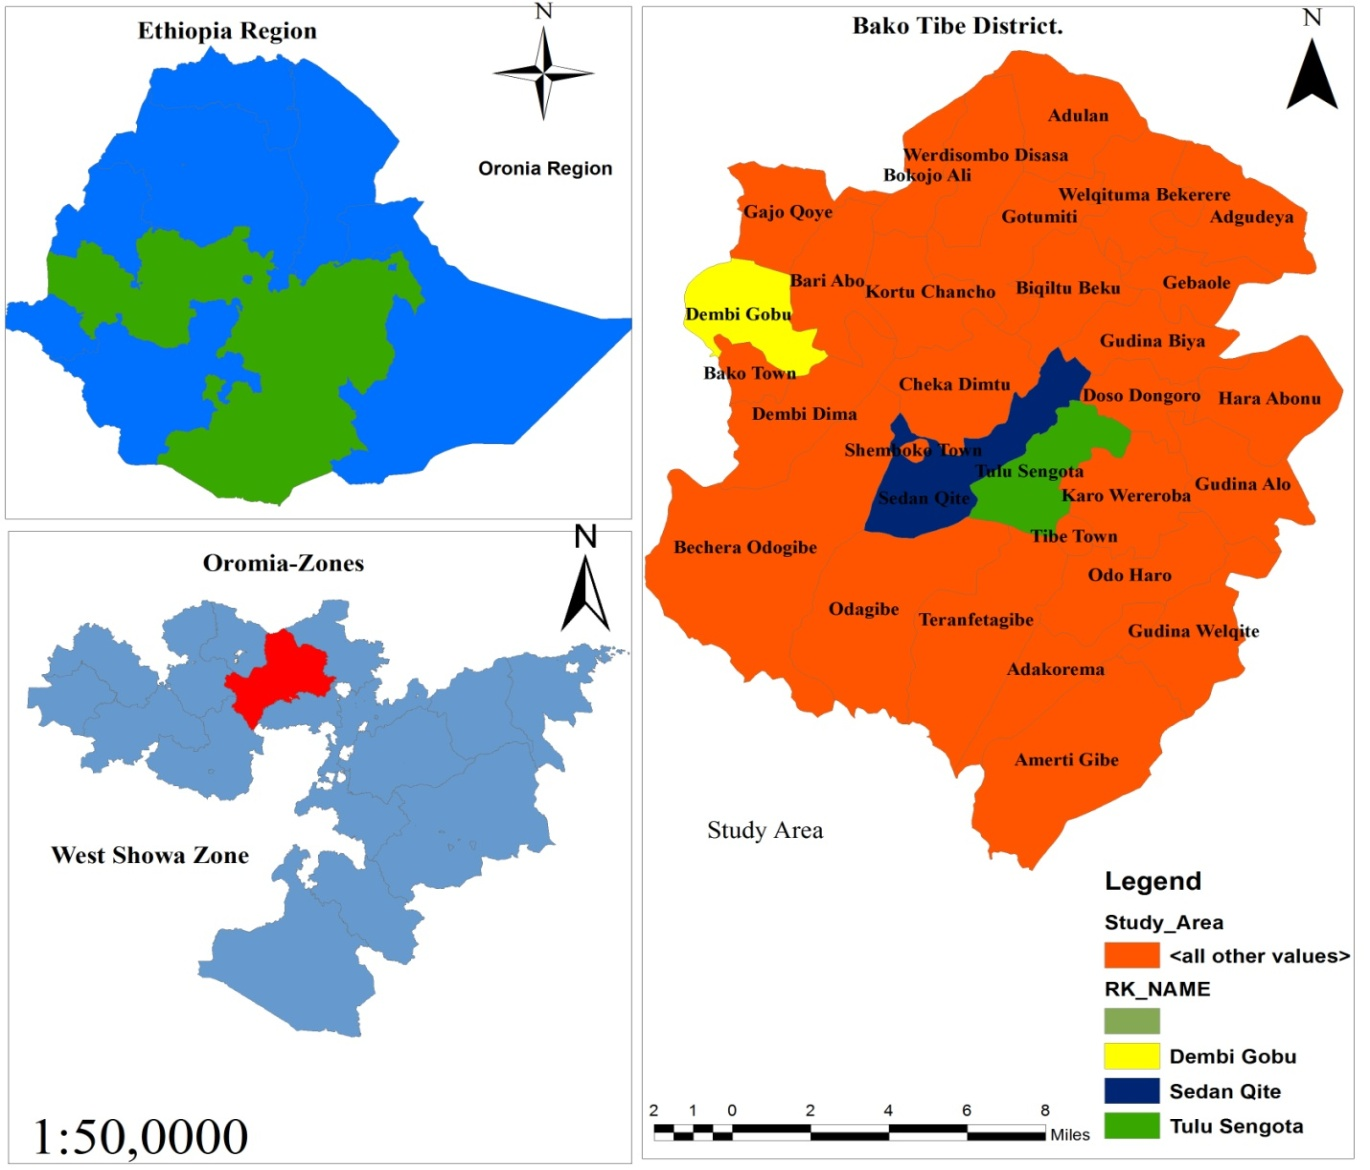 Ethiopia Region
N
Oronia Region
N
Oromia-Zones
West Showa Zone
1:50,0000
Bako Tibe District.
N
Adulan
Werdisombo Disasa
Bokojo Ali
Welqituma Bekerere
Gajo Qoye
Gotumiti
Adgudeya
Bari Abo
Kortu Chancho
Biqiltu Beku
Gebaole
Dembi Gobu
Gudina Biya
Bako Town
Cheka Dimtu
Doso Dongoro
Hara Abonu
Dembi Dima
Shemboko Town
Tulu Sengota
Sedan Qite
Karo Wereroba
Gudina Alo
Tibe Town
Bechera Odogibe
Odo Haro
Odagibe
Teranfetagibe
Gudina Welqite
Adakorema
Amerti Gibe
Study Area
Legend
Study_Area
<all other values>
RK_NAME
Dembi Gobu
Sedan Qite
Tulu Sengota
2 1 0 2 4 6 8
Miles